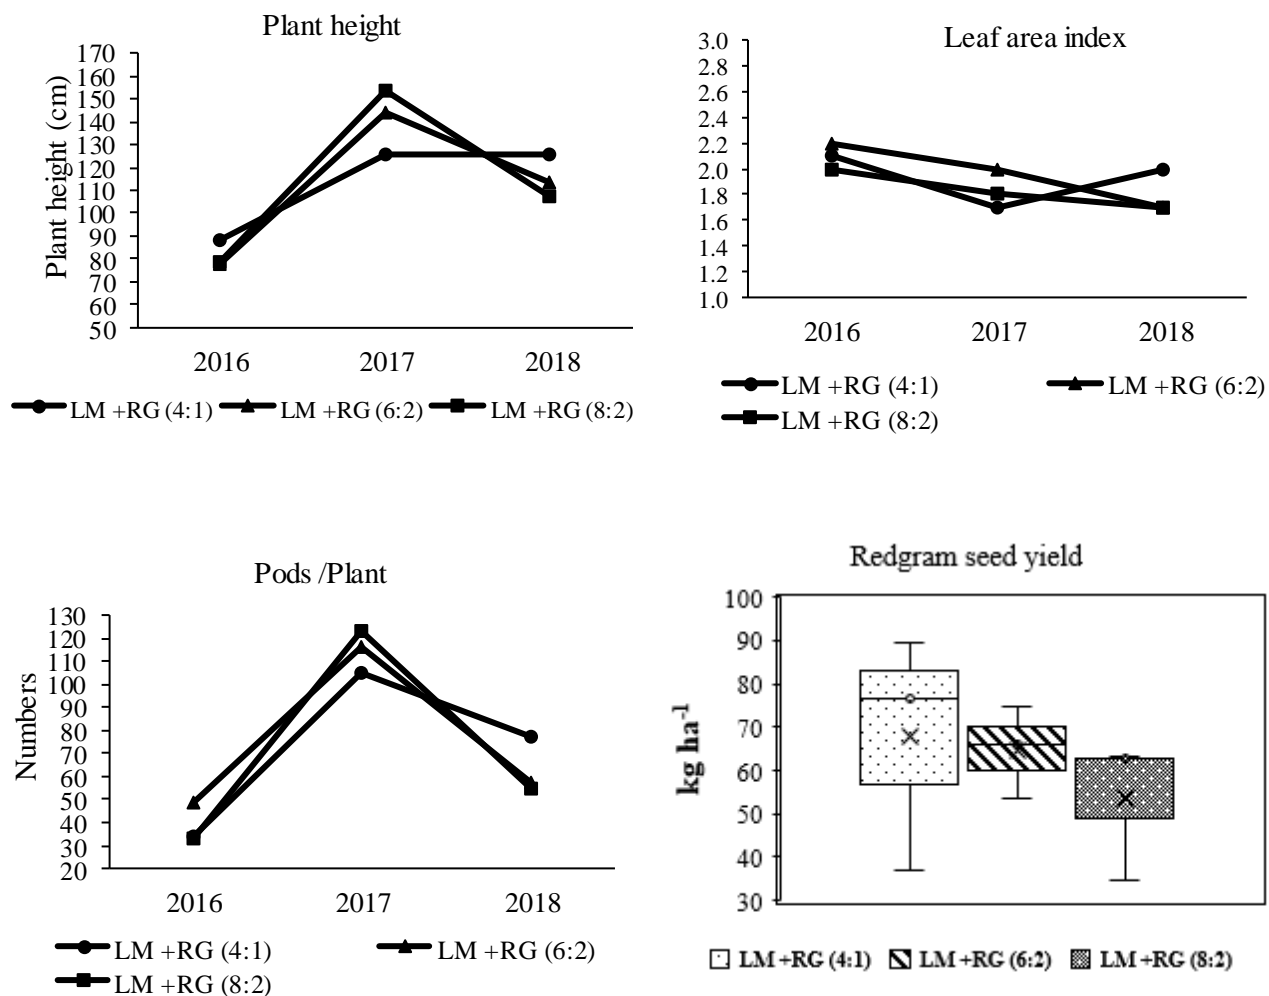 Plant height
Plant height (cm)
170
160
150
140
130
120
110
100
90
80
70
60
50
2016 2017 2018
LM +RG (4:1) LM +RG (6:2) LM +RG (8:2)
Leaf area index
3.0
2.8
2.6
2.4
2.2
2.0
1.8
1.6
1.4
1.2
1.0
2016 2017 2018
LM +RG (4:1) LM +RG (6:2)
LM +RG (8:2)
Pods /Plant
Numbers
130
120
110
100
90
80
70
60
50
40
30
20
2016 2017 2018
LM +RG (4:1) LM +RG (6:2)
LM +RG (8:2)
Redgram seed yield
kg ha⁻¹
100
90
80
70
60
50
40
30
LM +RG (4:1) LM +RG (6:2) LM +RG (8:2)